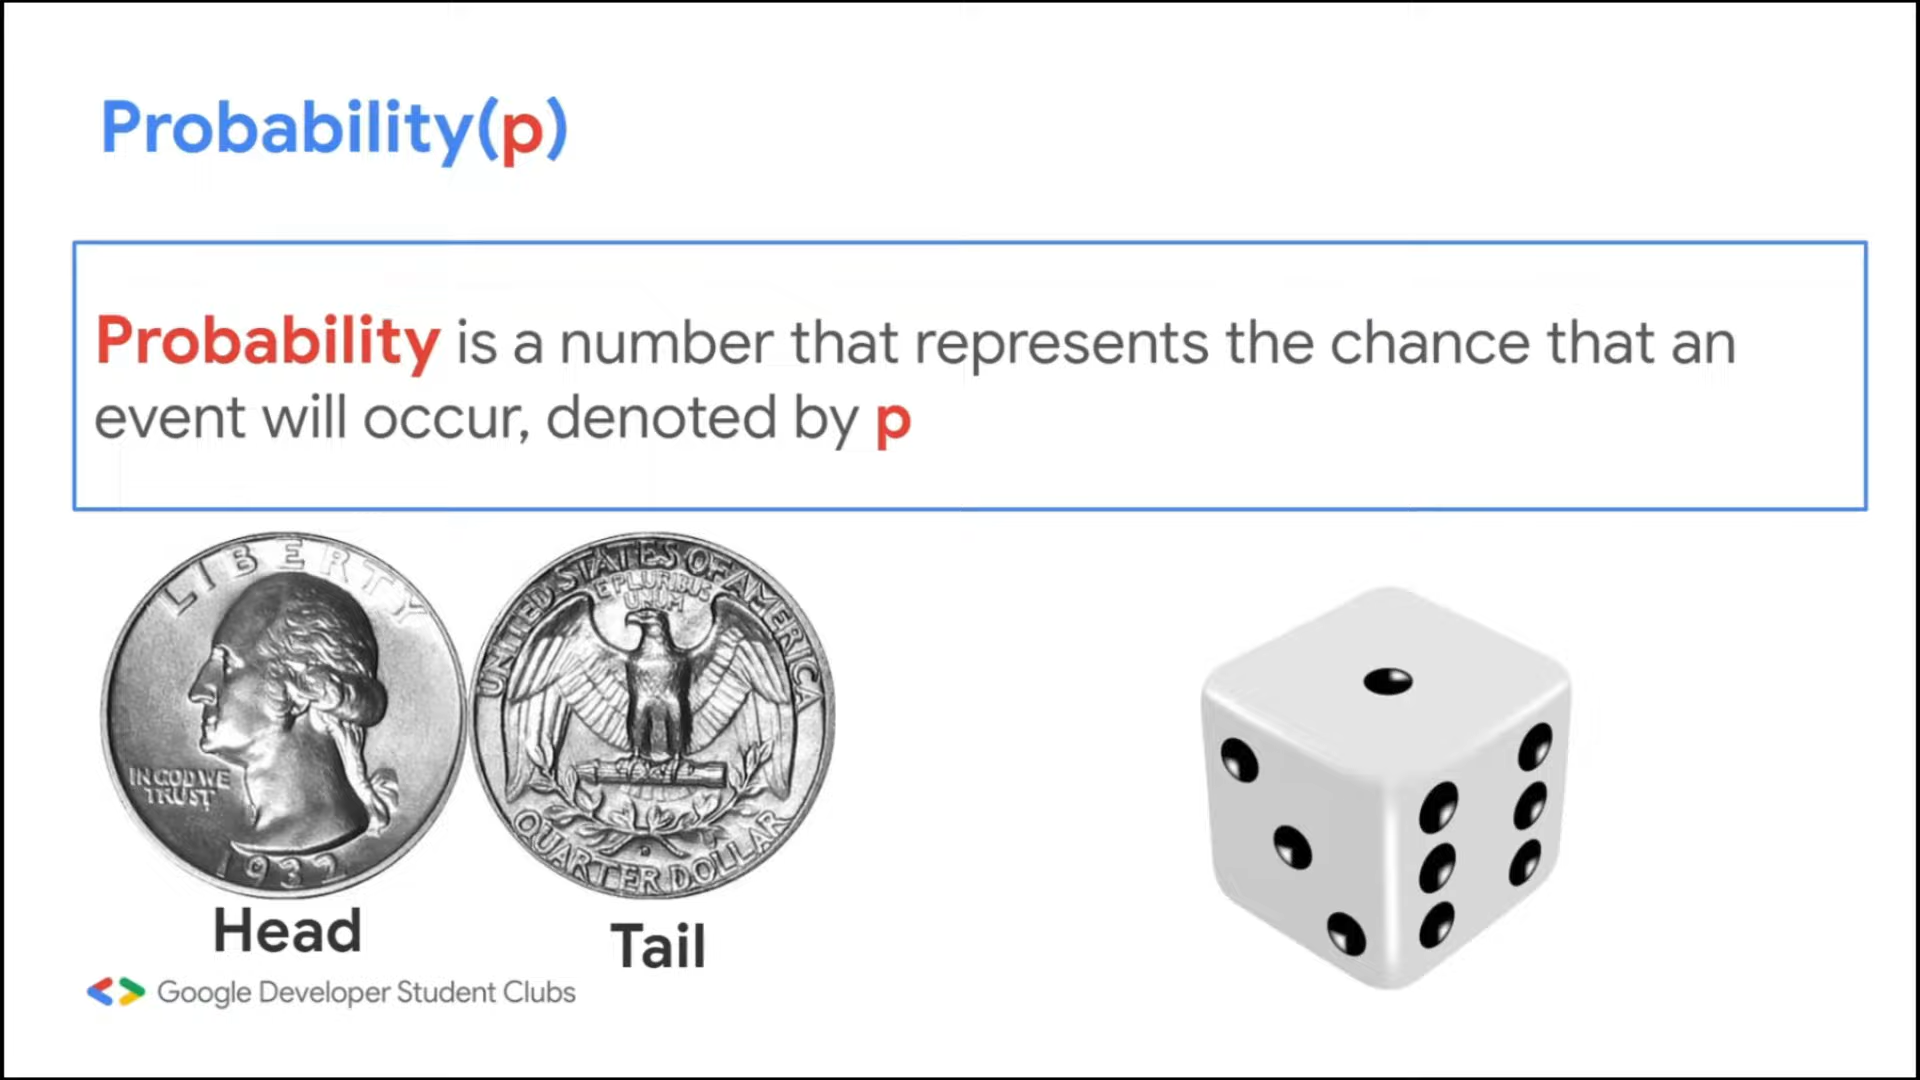 Probability(p)
Probability is a number that represents the chance that an
event will occur, denoted by p
LIBERTY
IN GOD WE
TRUST
1932
UNITED STATES OF AMERICA
E PLURIBUS
UNUM
QUARTER DOLLAR
Head
Tail
Google Developer Student Clubs